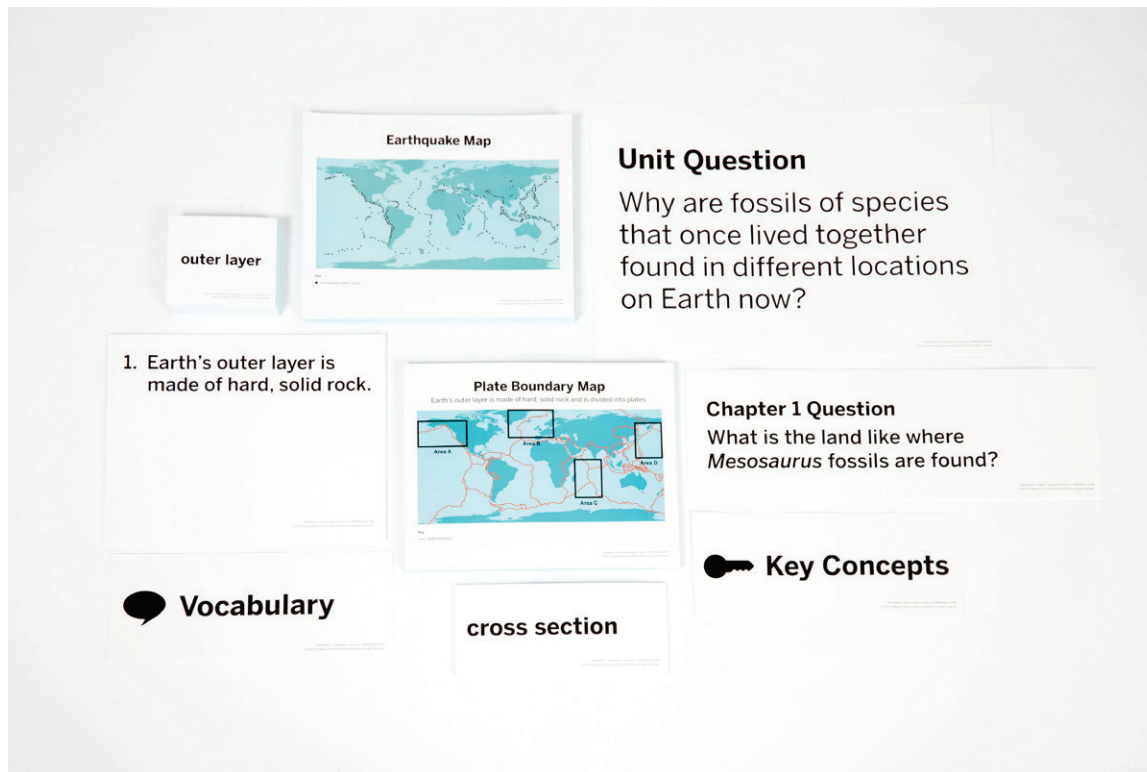 Earthquake Map
Unit Question
Why are fossils of species
that once lived together
found in different locations
on Earth now?
outer layer
1. Earth's outer layer is
made of hard, solid rock.
Plate Boundary Map
Earth's outer layer is made of hard, solid rock and is divided into plates.
Area A
Area B
Area C
Area D
Key
Chapter 1 Question
What is the land like where
Mesosaurus fossils are found?
Vocabulary
cross section
Key Concepts